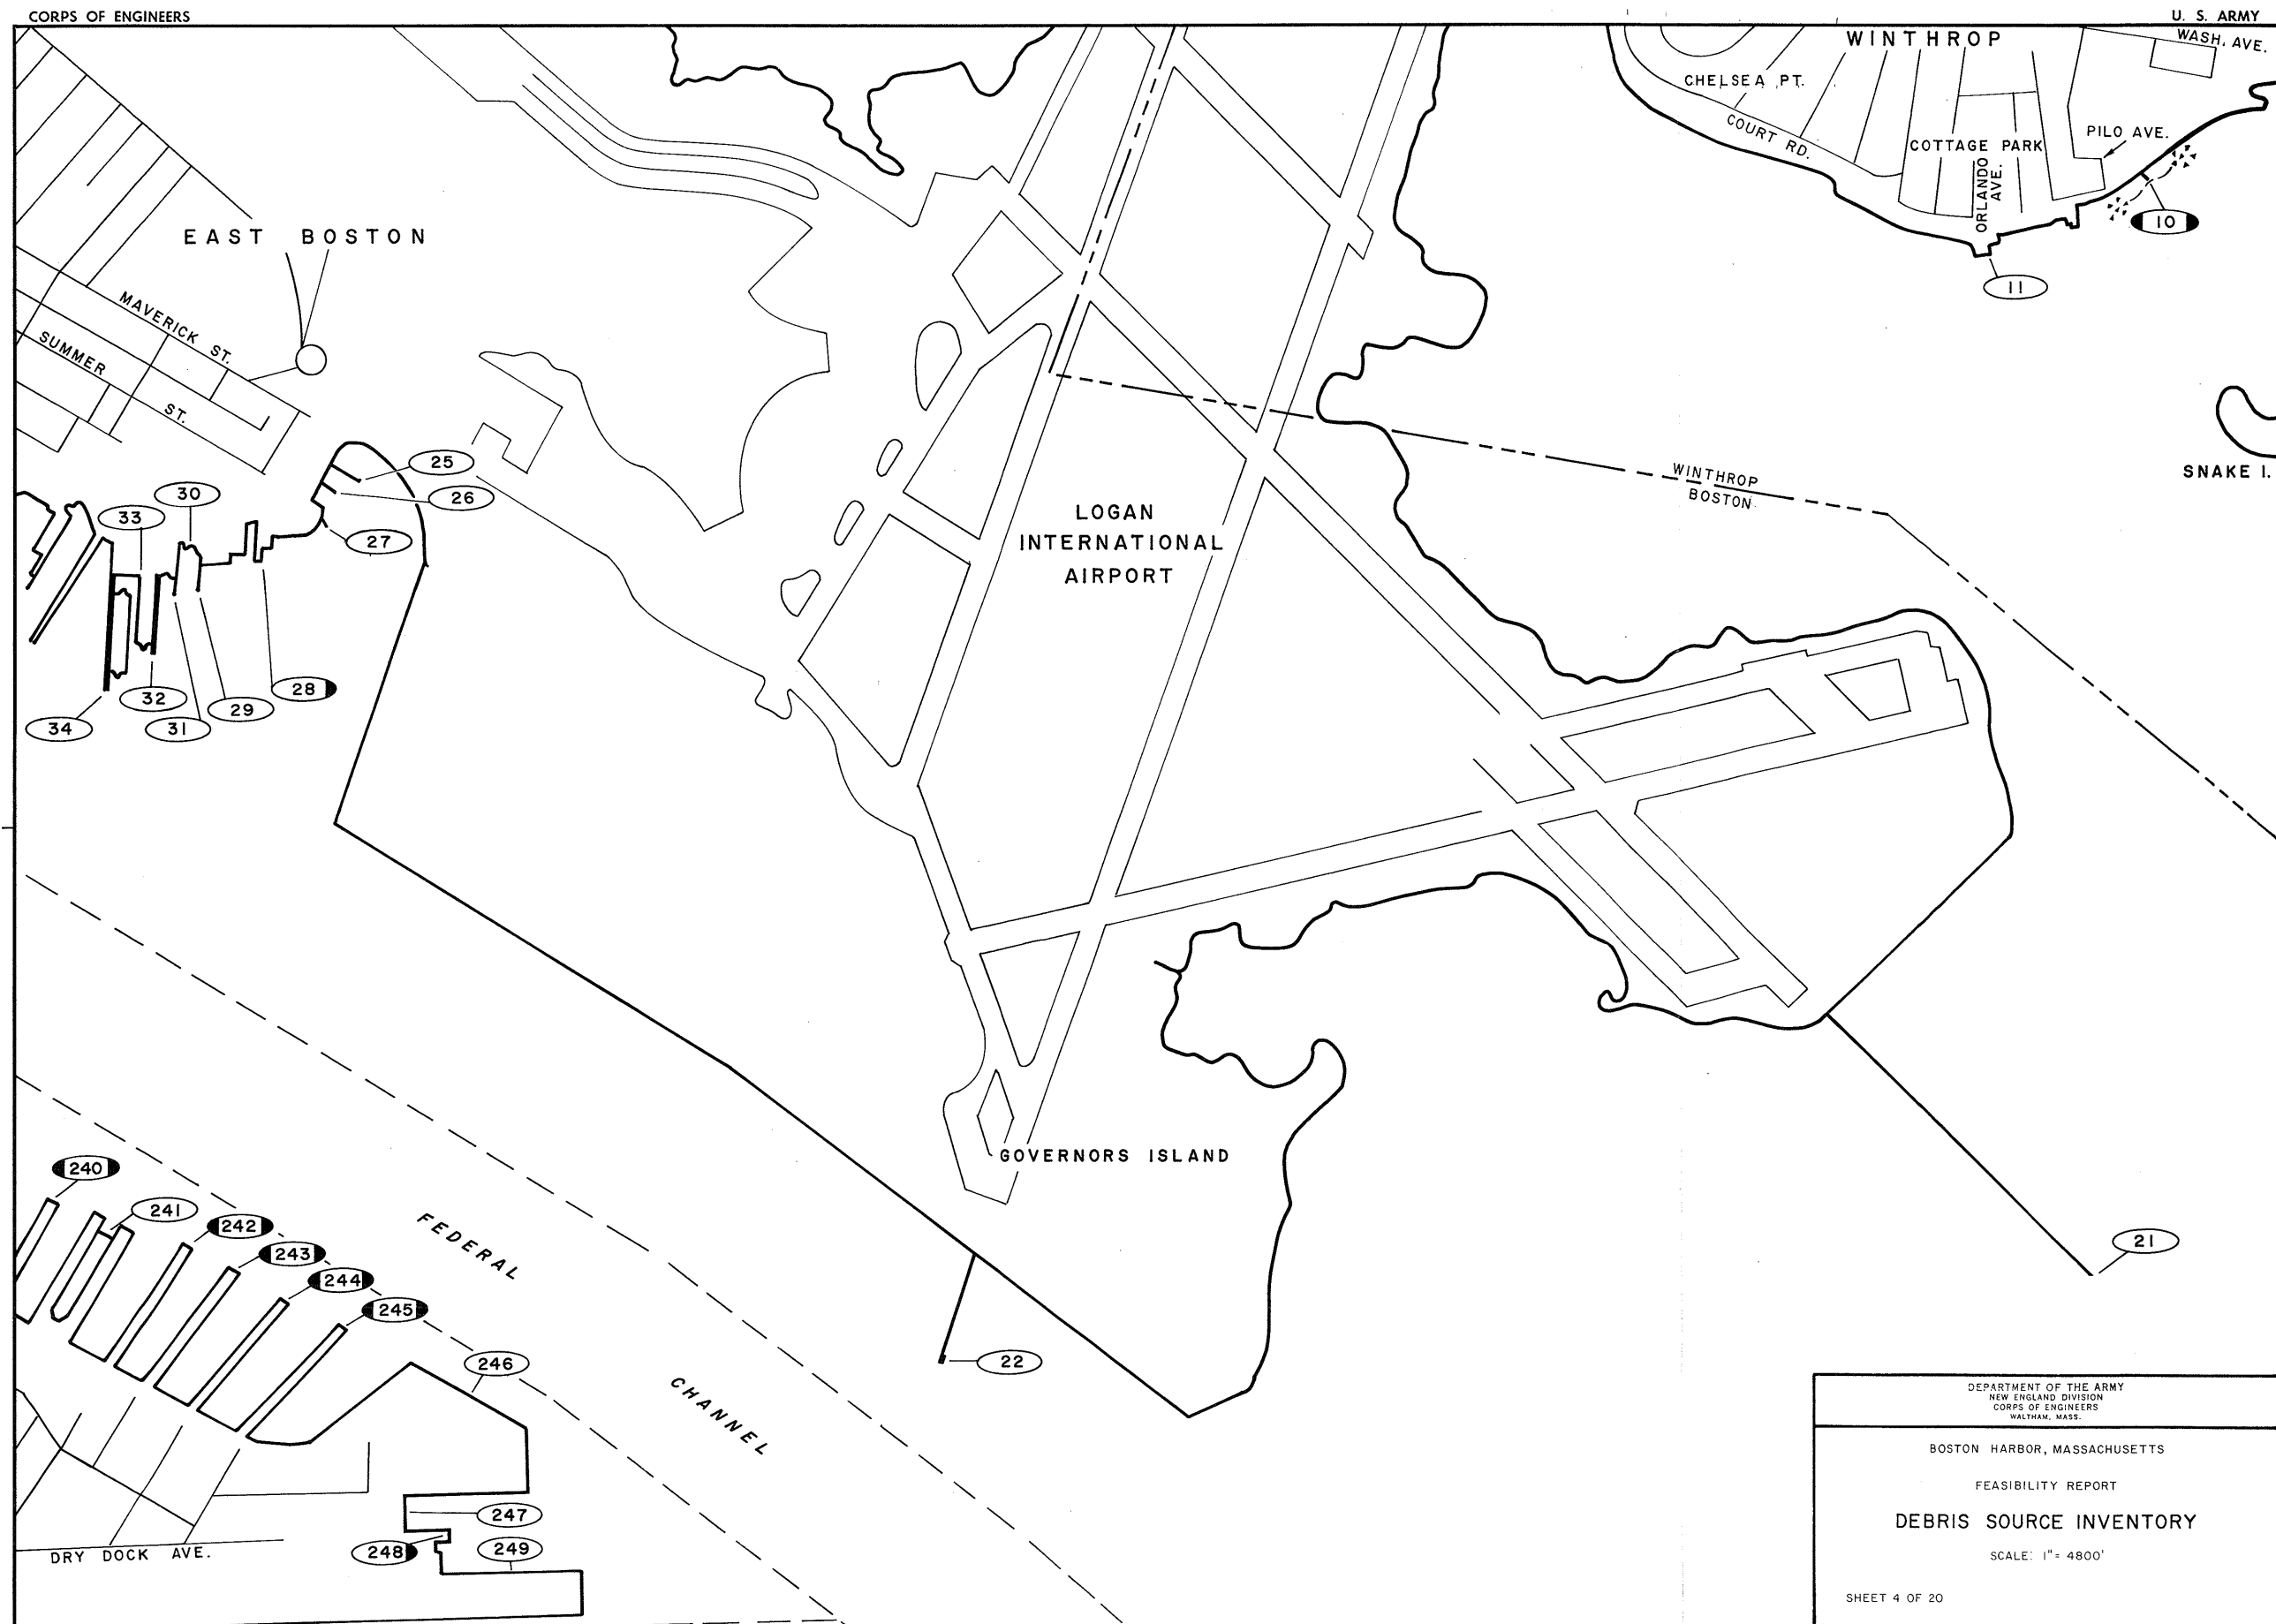 CORPS OF ENGINEERS
U. S. ARMY
WINTHROP
WASH. AVE.
CHELSEA PT.
COURT RD.
COTTAGE PARK
PILO AVE.
ORLANDO
AVE.
10
11
EAST BOSTON
MAVERICK ST.
SUMMER
ST.
SNAKE I.
WINTHROP
BOSTON
LOGAN
INTERNATIONAL
AIRPORT
25
26
27
30
33
28
29
32
31
34
GOVERNORS ISLAND
240
241
242
243
244
245
246
FEDERAL
CHANNEL
21
22
247
248
249
DRY DOCK AVE.
DEPARTMENT OF THE ARMY
NEW ENGLAND DIVISION
CORPS OF ENGINEERS
WALTHAM, MASS.
BOSTON HARBOR, MASSACHUSETTS
FEASIBILITY REPORT
DEBRIS SOURCE INVENTORY
SCALE: 1"= 4800'
SHEET 4 OF 20